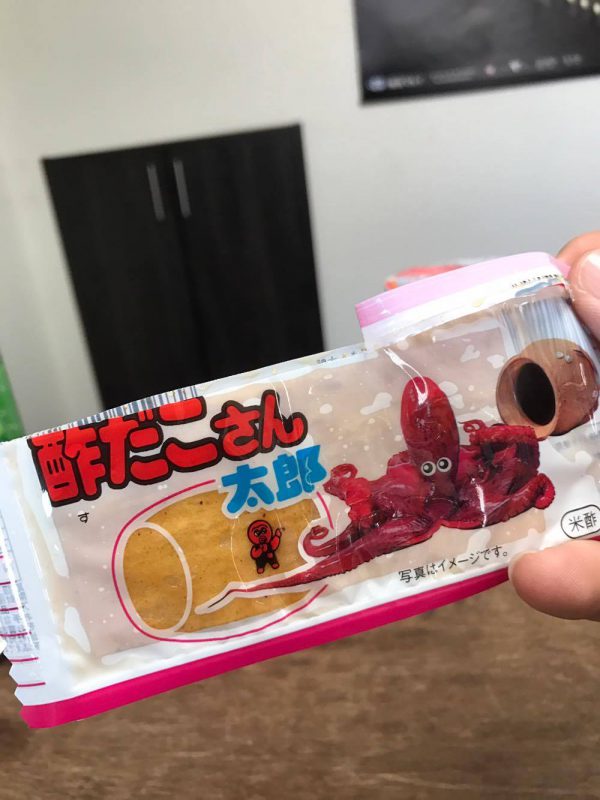 酢だこさん
太郎
す
写真はイメージです。
米酢